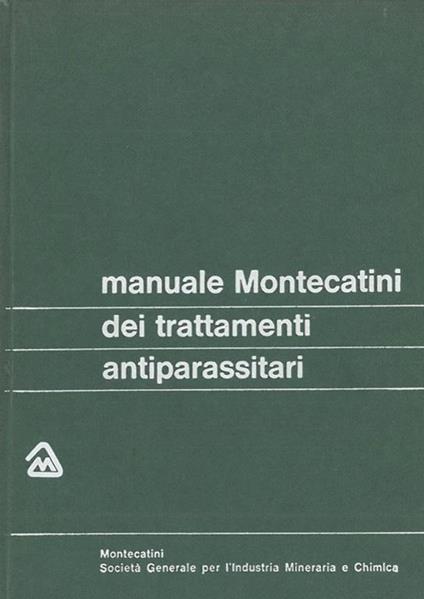 manuale Montecatini
dei trattamenti
antiparassitari
M
Montecatini
Società Generale per l'Industria Mineraria e Chimica